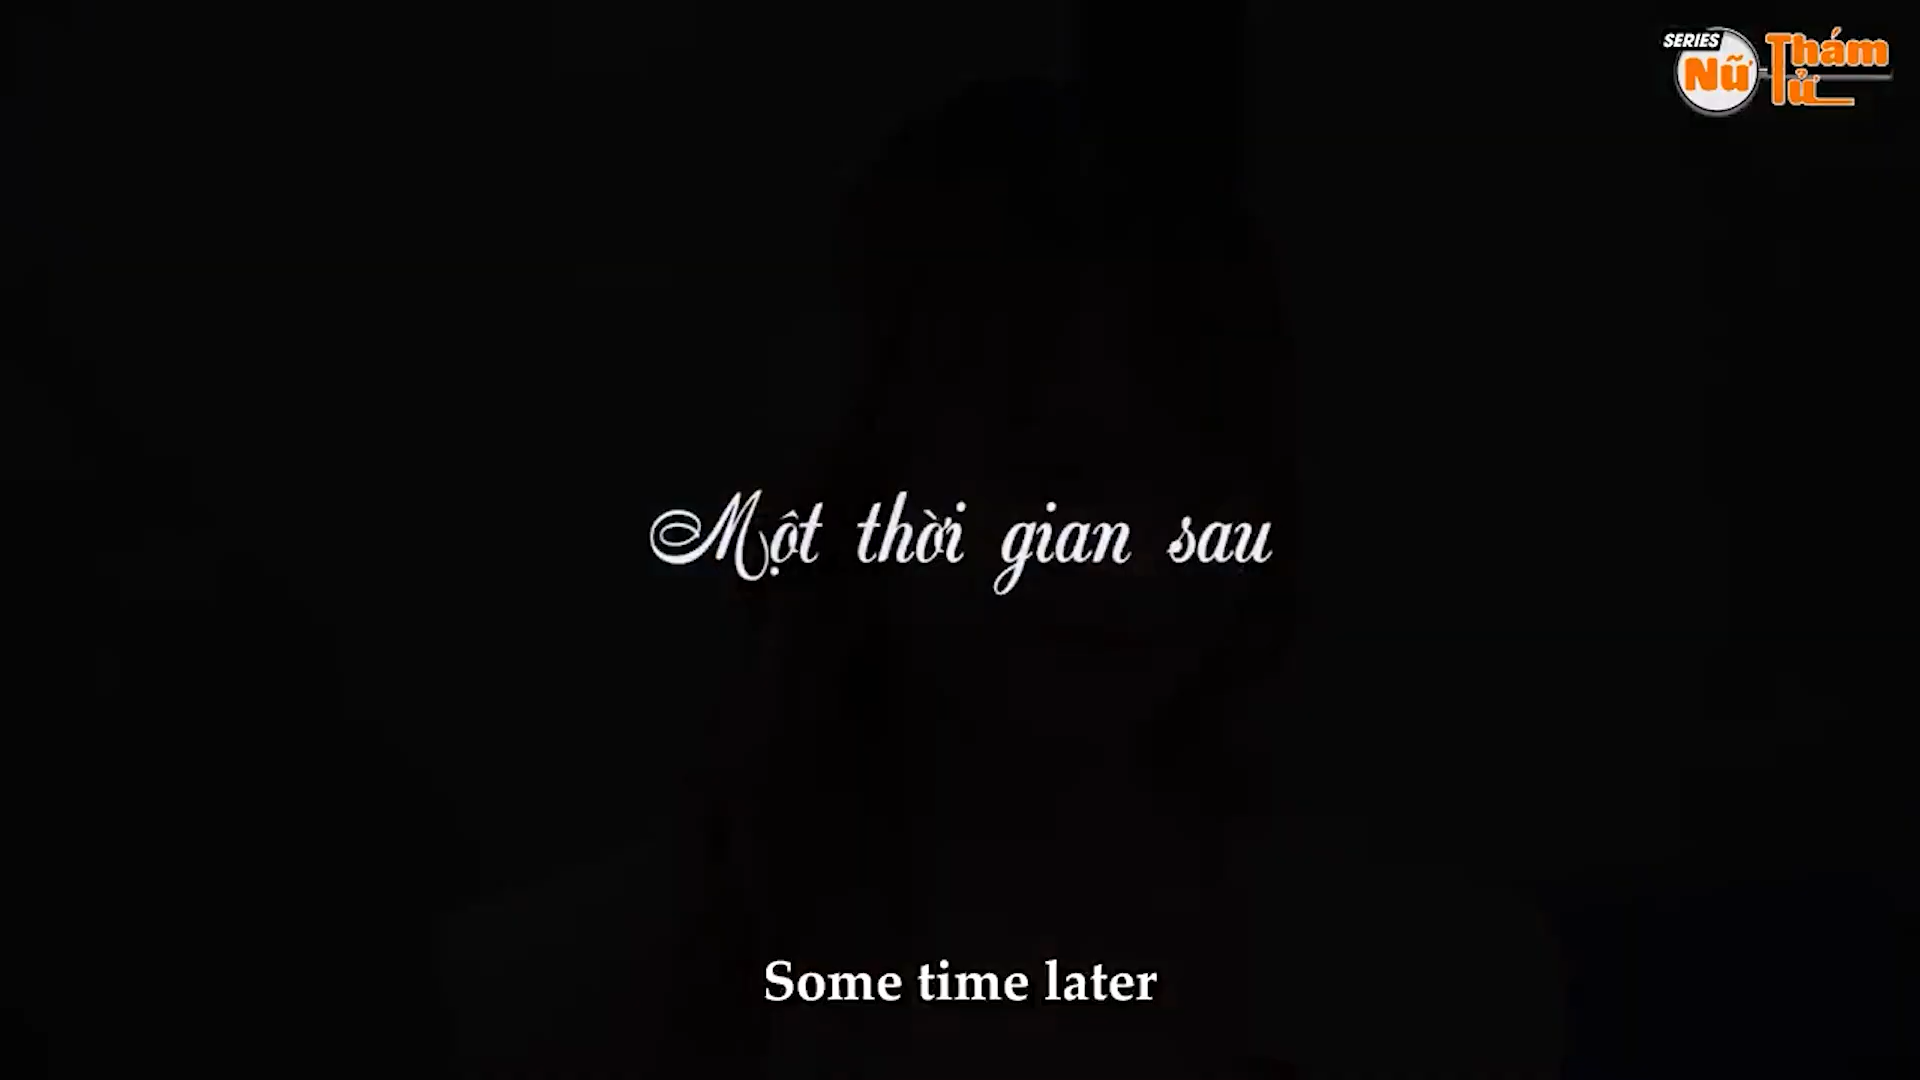 SERIES
Nữ Thám Tử
Một thời gian sau
Some time later